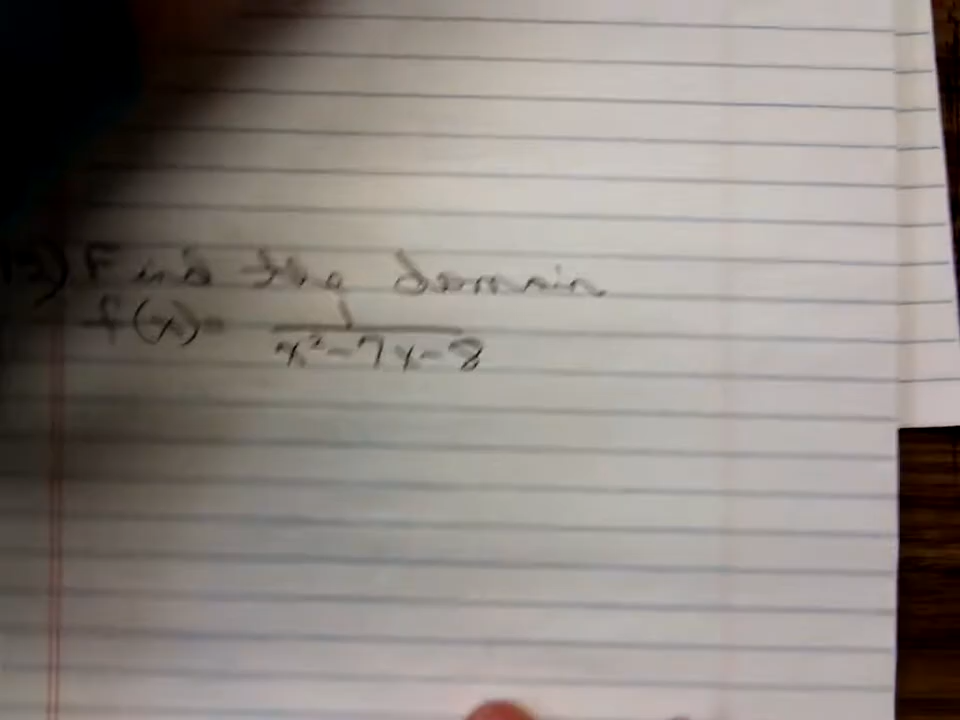 Find the domain
f(x)= 1
x²-7x-8